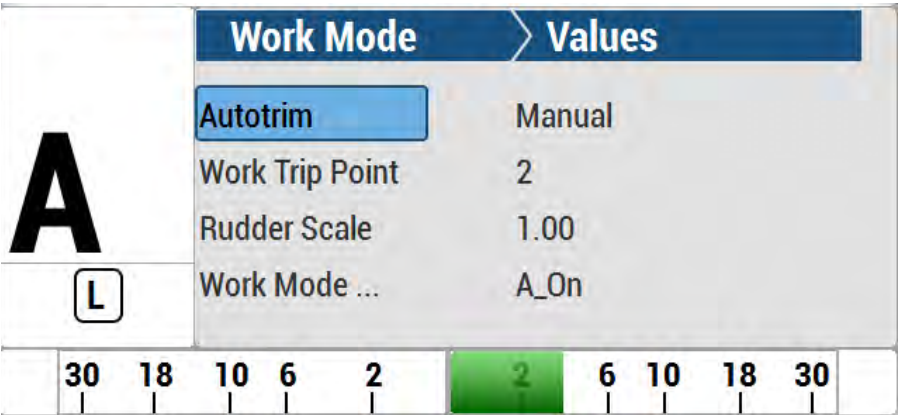 Work Mode Values
Autotrim Manual
Work Trip Point 2
Rudder Scale 1.00
Work Mode ... A_On
A
L
30 18 10 6 2 2 6 10 18 30